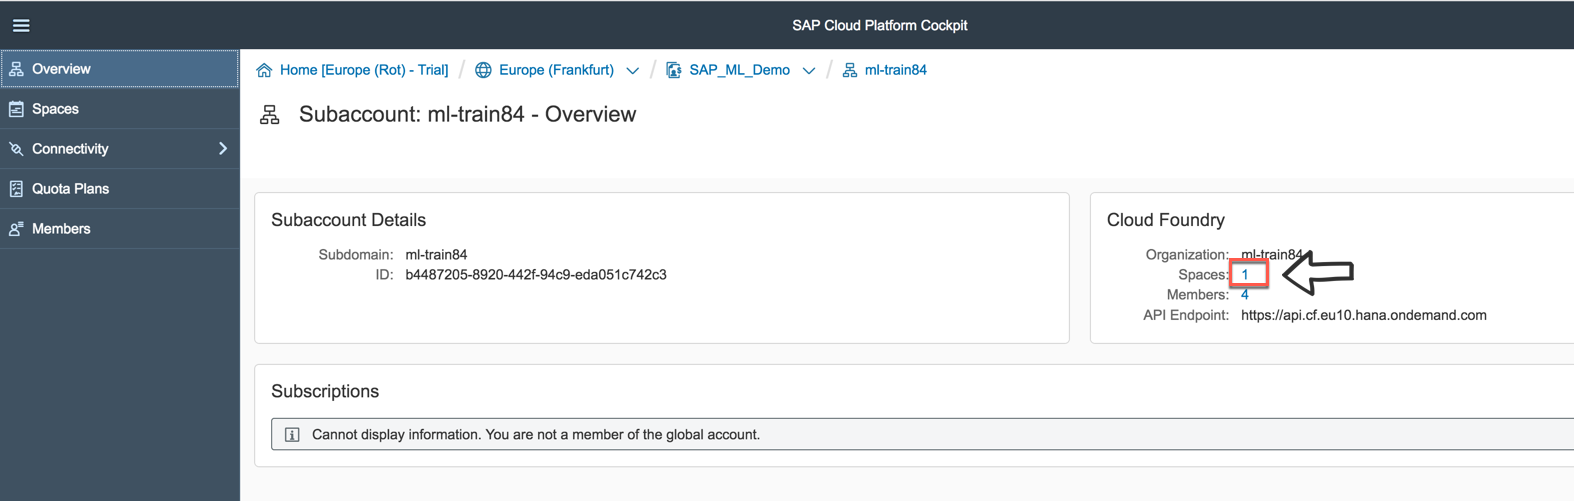 SAP Cloud Platform Cockpit
Overview
Spaces
Connectivity
Quota Plans
Members
Home [Europe (Rot) - Trial] / Europe (Frankfurt) / SAP_ML_Demo / ml-train84
Subaccount: ml-train84 - Overview
Subaccount Details
Subdomain: ml-train84
ID: b4487205-8920-442f-94c9-eda051c742c3
Cloud Foundry
Organization: ml-train84
Spaces: 1
Members: 4
API Endpoint: https://api.cf.eu10.hana.ondemand.com
Subscriptions
Cannot display information. You are not a member of the global account.